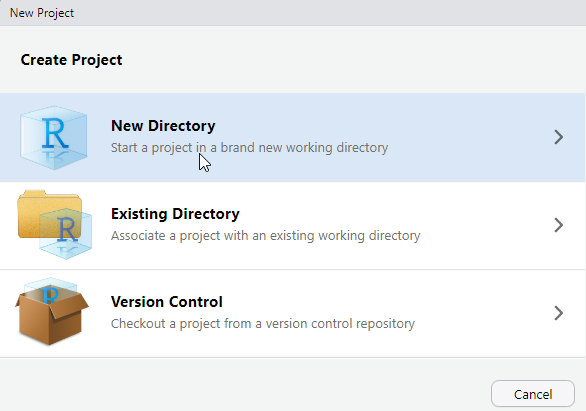 New Project
Create Project
R
New Directory
Start a project in a brand new working directory
R
Existing Directory
Associate a project with an existing working directory
R
Version Control
Checkout a project from a version control repository
Cancel